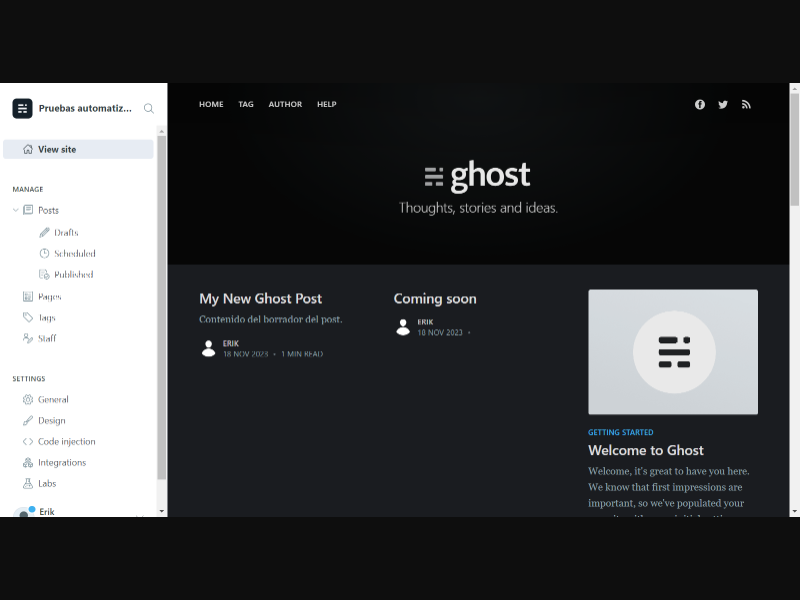 Pruebas automatiz...
View site
MANAGE
Posts
Drafts
Scheduled
Published
Pages
Tags
Staff
SETTINGS
General
Design
Code injection
Integrations
Labs
Erik
HOME TAG AUTHOR HELP
ghost
Thoughts, stories and ideas.
My New Ghost Post
Contenido del borrador del post.
ERIK
18 NOV 2023 • 1 MIN READ
Coming soon
ERIK
18 NOV 2023 •
GETTING STARTED
Welcome to Ghost
Welcome, it's great to have you here.
We know that first impressions are
important, so we've populated your